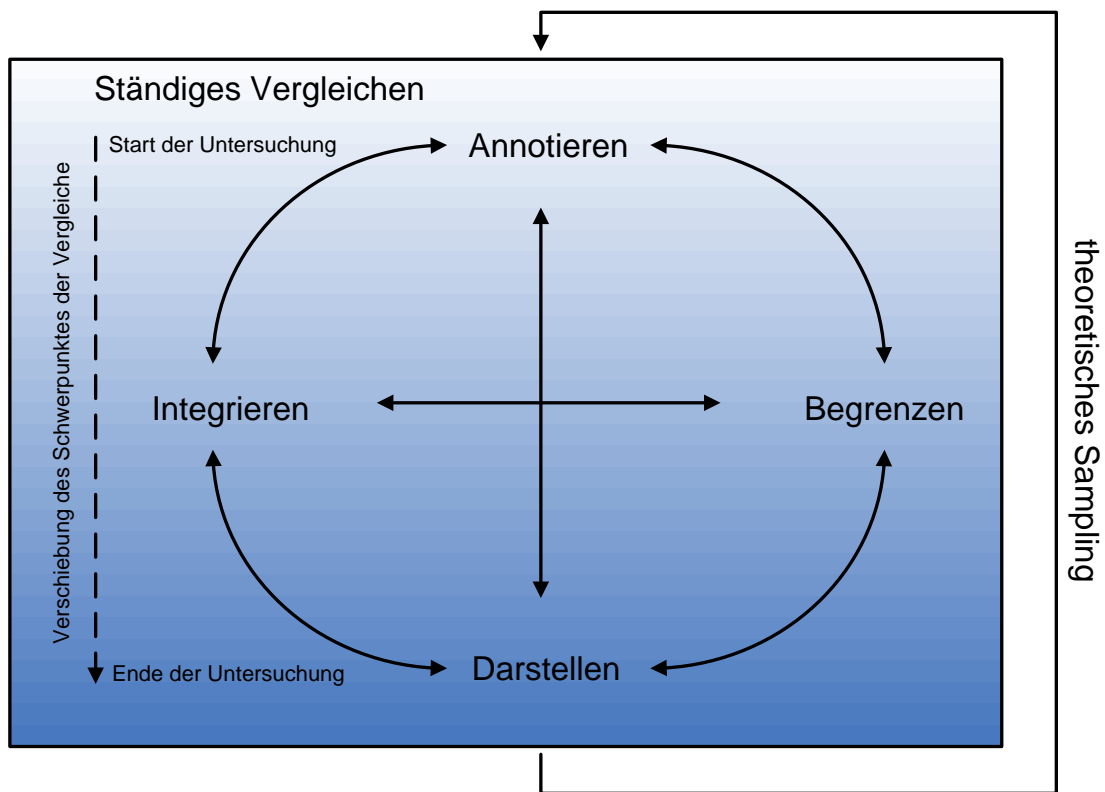 Ständiges Vergleichen
Start der Untersuchung
Annotieren
Verschiebung des Schwerpunktes der Vergleiche
Integrieren
Begrenzen
theoretisches Sampling
Ende der Untersuchung
Darstellen